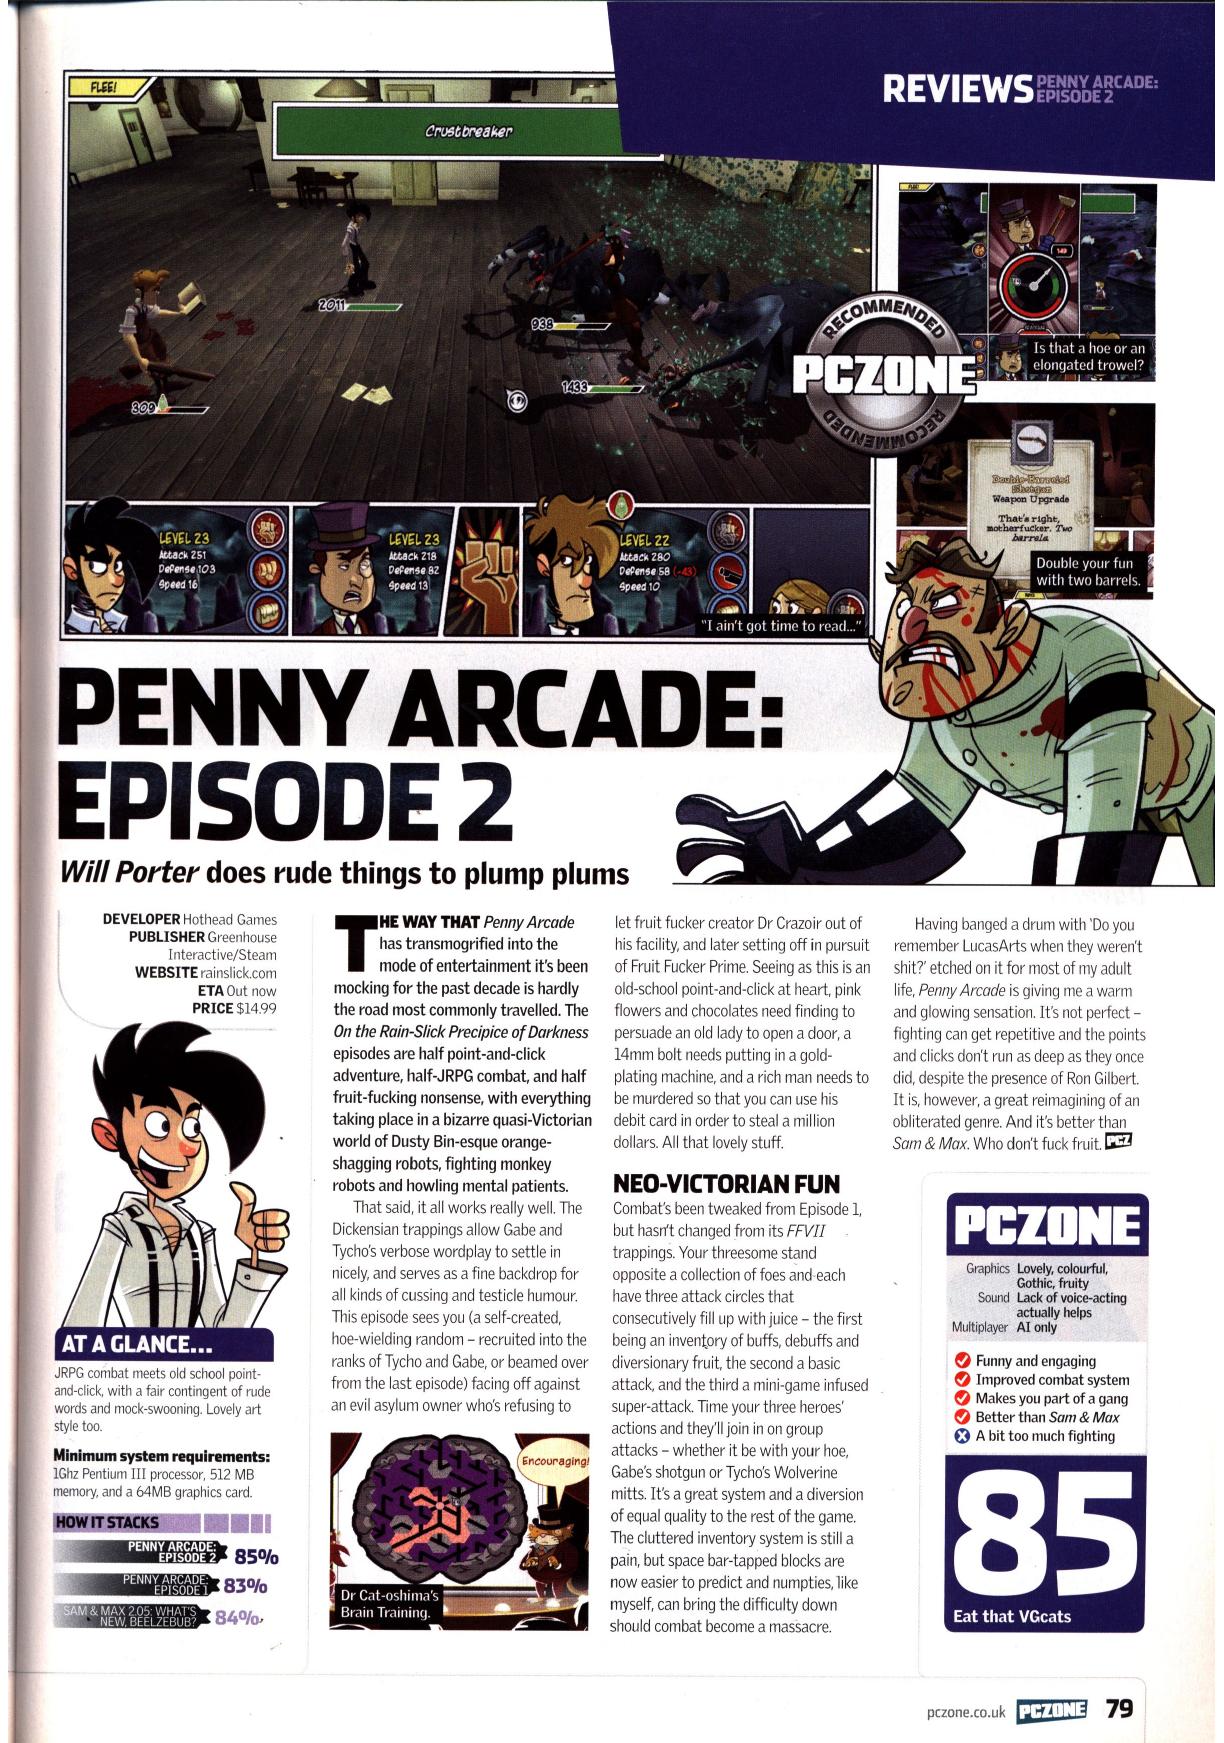 REVIEWS PENNY ARCADE:
EPISODE 2
FLEE!
Crustbreaker
2011
938
1433
309
LEVEL 23
Attack 251
Defense 103
Speed 16
LEVEL 23
Attack 218
Defense 82
Speed 13
LEVEL 22
Attack 280
Defense 58 (-43)
Speed 10
"I ain't got time to read..."
RECOMMENDED
PCZONE
RECOMMENDED
FLEE!
Is that a hoe or an
elongated trowel?
Double-Barreled
Shotgun
Weapon Upgrade
That's right,
motherfucker. Two
barrels.
Double your fun
with two barrels.
PENNY ARCADE:
EPISODE 2
Will Porter does rude things to plump plums
DEVELOPER Hothead Games
PUBLISHER Greenhouse
Interactive/Steam
WEBSITE rainslick.com
ETA Out now
PRICE $14.99
AT A GLANCE...
JRPG combat meets old school point-
and-click, with a fair contingent of rude
words and mock-swooning. Lovely art
style too.
Minimum system requirements:
1Ghz Pentium III processor, 512 MB
memory, and a 64MB graphics card.
HOW IT STACKS
PENNY ARCADE:
EPISODE 2 85%
PENNY ARCADE:
EPISODE 1 83%
SAM & MAX 2.05: WHAT'S
NEW, BEELZEBUB? 84%
THE WAY THAT Penny Arcade
has transmogrified into the
mode of entertainment it's been
mocking for the past decade is hardly
the road most commonly travelled. The
On the Rain-Slick Precipice of Darkness
episodes are half point-and-click
adventure, half-JRPG combat, and half
fruit-fucking nonsense, with everything
taking place in a bizarre quasi-Victorian
world of Dusty Bin-esque orange-
shagging robots, fighting monkey
robots and howling mental patients.
That said, it all works really well. The
Dickensian trappings allow Gabe and
Tycho's verbose wordplay to settle in
nicely, and serves as a fine backdrop for
all kinds of cussing and testicle humour.
This episode sees you (a self-created,
hoe-wielding random – recruited into the
ranks of Tycho and Gabe, or beamed over
from the last episode) facing off against
an evil asylum owner who's refusing to
Encouraging!
Dr Cat-oshima's
Brain Training.
let fruit fucker creator Dr Crazoir out of
his facility, and later setting off in pursuit
of Fruit Fucker Prime. Seeing as this is an
old-school point-and-click at heart, pink
flowers and chocolates need finding to
persuade an old lady to open a door, a
14mm bolt needs putting in a gold-
plating machine, and a rich man needs to
be murdered so that you can use his
debit card in order to steal a million
dollars. All that lovely stuff.
NEO-VICTORIAN FUN
Combat's been tweaked from Episode 1,
but hasn't changed from its FFVII
trappings. Your threesome stand
opposite a collection of foes and each
have three attack circles that
consecutively fill up with juice – the first
being an inventory of buffs, debuffs and
diversionary fruit, the second a basic
attack, and the third a mini-game infused
super-attack. Time your three heroes'
actions and they'll join in on group
attacks – whether it be with your hoe,
Gabe's shotgun or Tycho's Wolverine
mitts. It's a great system and a diversion
of equal quality to the rest of the game.
The cluttered inventory system is still a
pain, but space bar-tapped blocks are
now easier to predict and numpties, like
myself, can bring the difficulty down
should combat become a massacre.
Having banged a drum with 'Do you
remember LucasArts when they weren't
shit?' etched on it for most of my adult
life, Penny Arcade is giving me a warm
and glowing sensation. It's not perfect –
fighting can get repetitive and the points
and clicks don't run as deep as they once
did, despite the presence of Ron Gilbert.
It is, however, a great reimagining of an
obliterated genre. And it's better than
Sam & Max. Who don't fuck fruit. PCZ
PCZONE
Graphics Lovely, colourful,
Gothic, fruity
Sound Lack of voice-acting
actually helps
Multiplayer AI only
Funny and engaging
Improved combat system
Makes you part of a gang
Better than Sam & Max
A bit too much fighting
85
Eat that VGcats
pczone.co.uk PCZONE 79